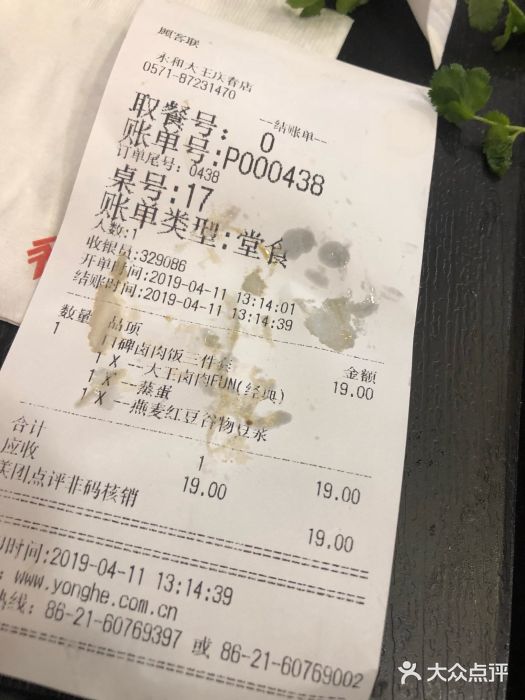 顾客联
永和大王庆春店
0571-87231470
--结账单--
取餐号: 0
账单号:P000438
订单尾号: 0438
桌号:17
账单类型:堂食
人数:1
收银员:329086
开单时间:2019-04-11 13:14:01
结账时间:2019-04-11 13:14:39
数量 品项 金额
1 口碑卤肉饭三件套 19.00
1 X --大王卤肉FUN(经典)
1 X --蒸蛋
1 X --燕麦红豆谷物豆浆
合计 1 19.00
应收 19.00
美团点评非码核销 19.00
时间:2019-04-11 13:14:39
: www.yonghe.com.cn
热线: 86-21-60769397 或 86-21-60769002
大众点评